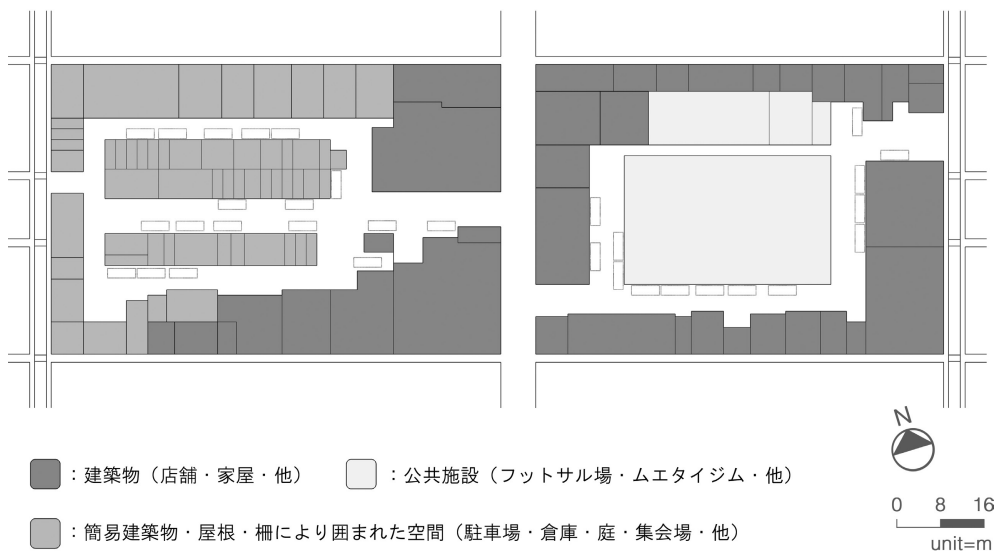 N
：建築物（店舗・家屋・他）
：公共施設（フットサル場・ムエタイジム・他）
：簡易建築物・屋根・柵により囲まれた空間（駐車場・倉庫・庭・集会場・他）
0 8 16
unit=m